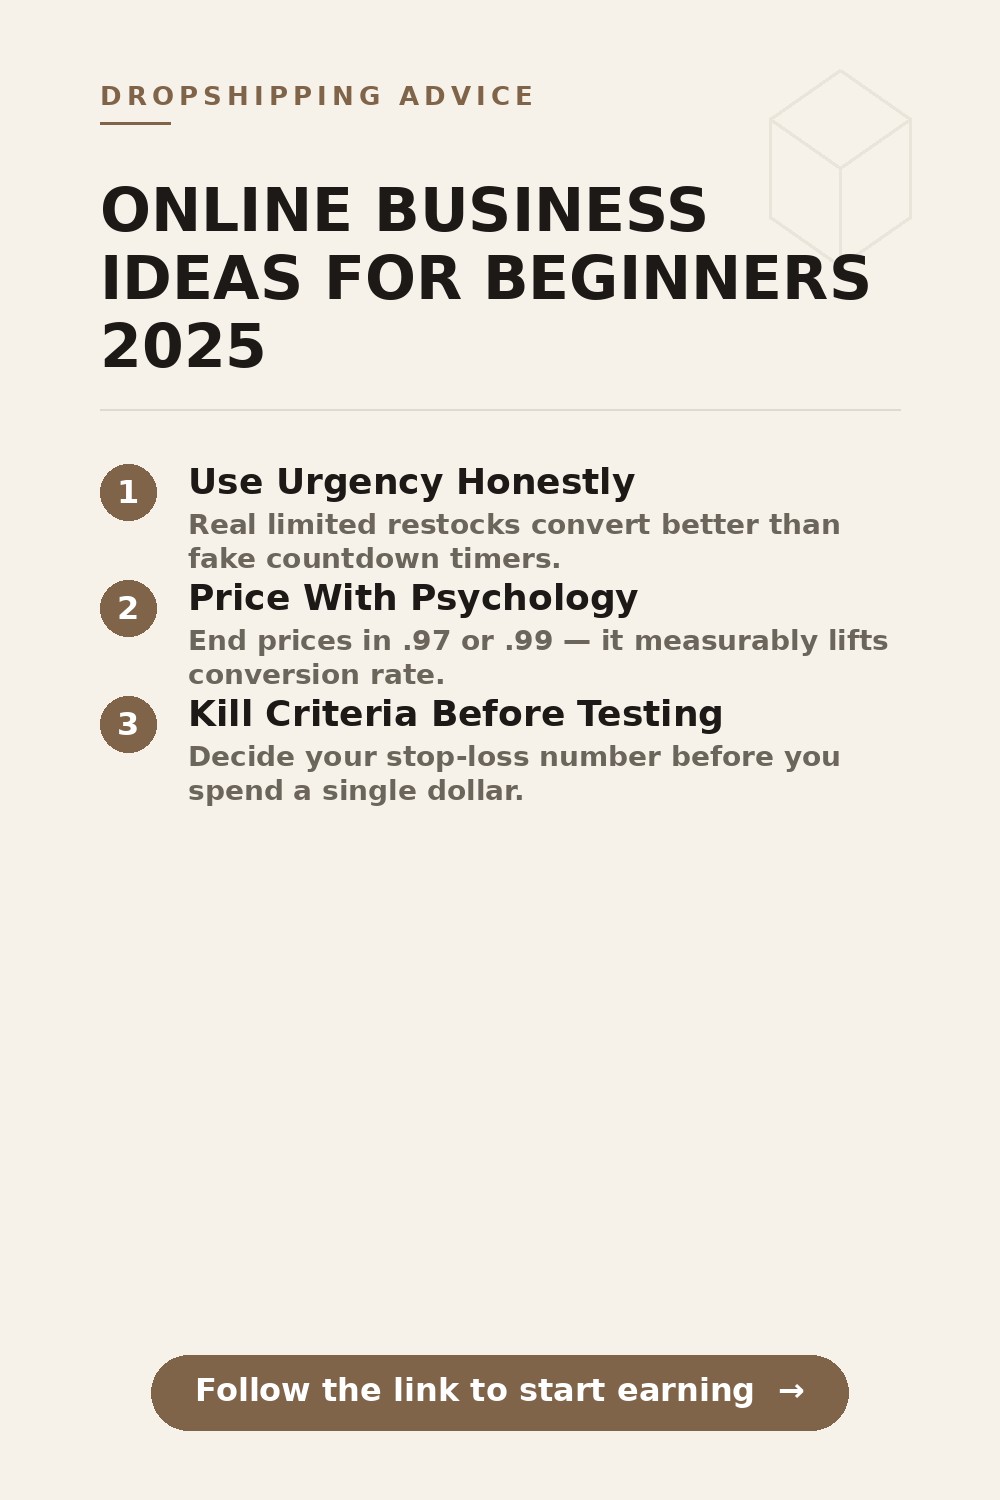 DROPSHIPPING ADVICE
ONLINE BUSINESS
IDEAS FOR BEGINNERS
2025
1 Use Urgency Honestly
Real limited restocks convert better than
fake countdown timers.
2 Price With Psychology
End prices in .97 or .99 — it measurably lifts
conversion rate.
3 Kill Criteria Before Testing
Decide your stop-loss number before you
spend a single dollar.
Follow the link to start earning →